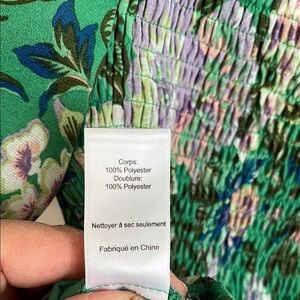 Corps:
100% Polyester
Doublure:
100% Polyester
Nettoyer à sec seulement
Fabriqué en Chine